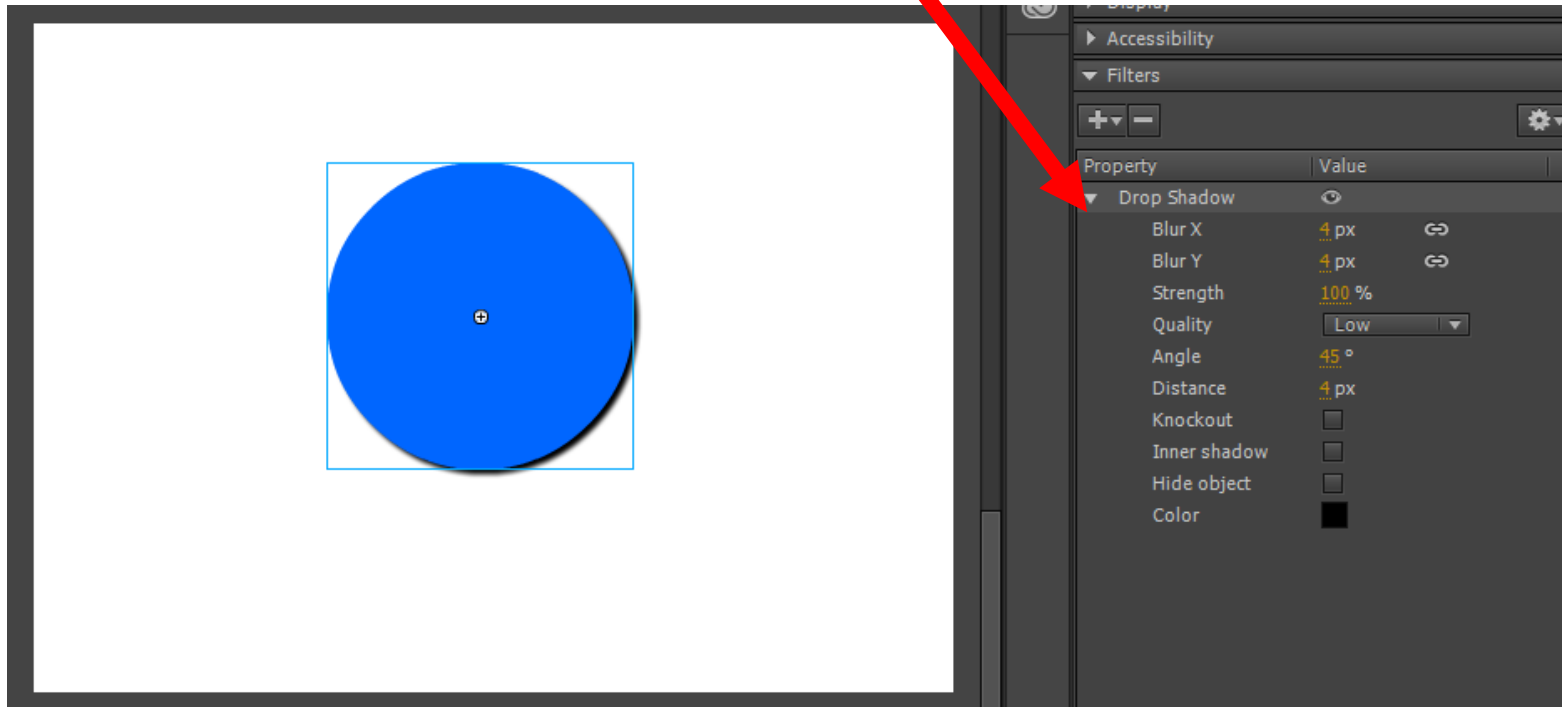 Display
Accessibility
Filters
Property Value
Drop Shadow
Blur X 4 px
Blur Y 4 px
Strength 100 %
Quality Low
Angle 45 °
Distance 4 px
Knockout
Inner shadow
Hide object
Color